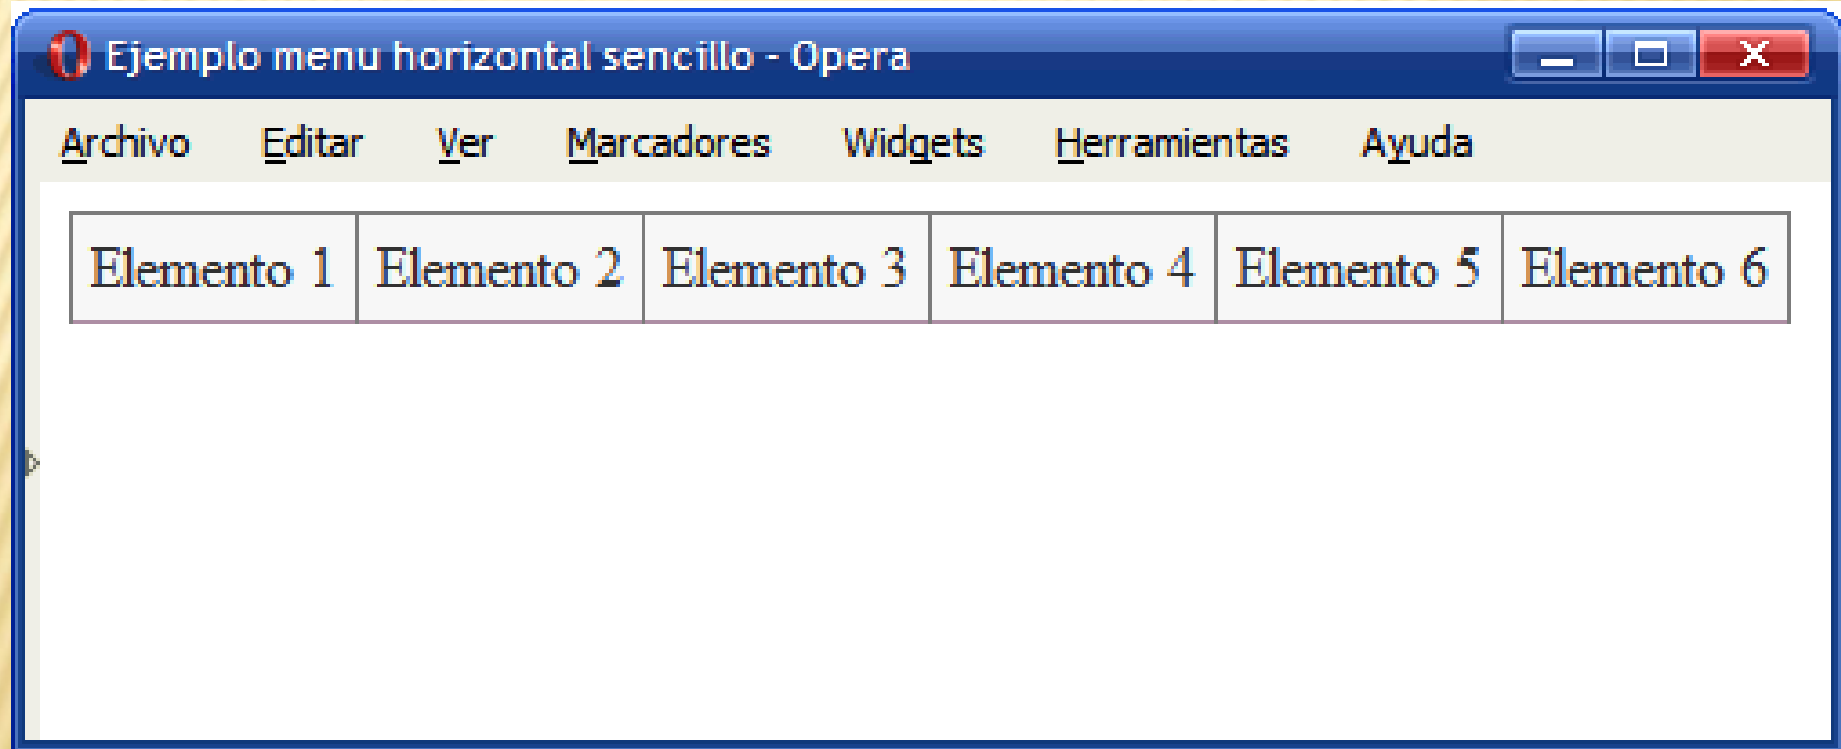 Ejemplo menu horizontal sencillo - Opera
Archivo Editar Ver Marcadores Widgets Herramientas Ayuda
Elemento 1 Elemento 2 Elemento 3 Elemento 4 Elemento 5 Elemento 6